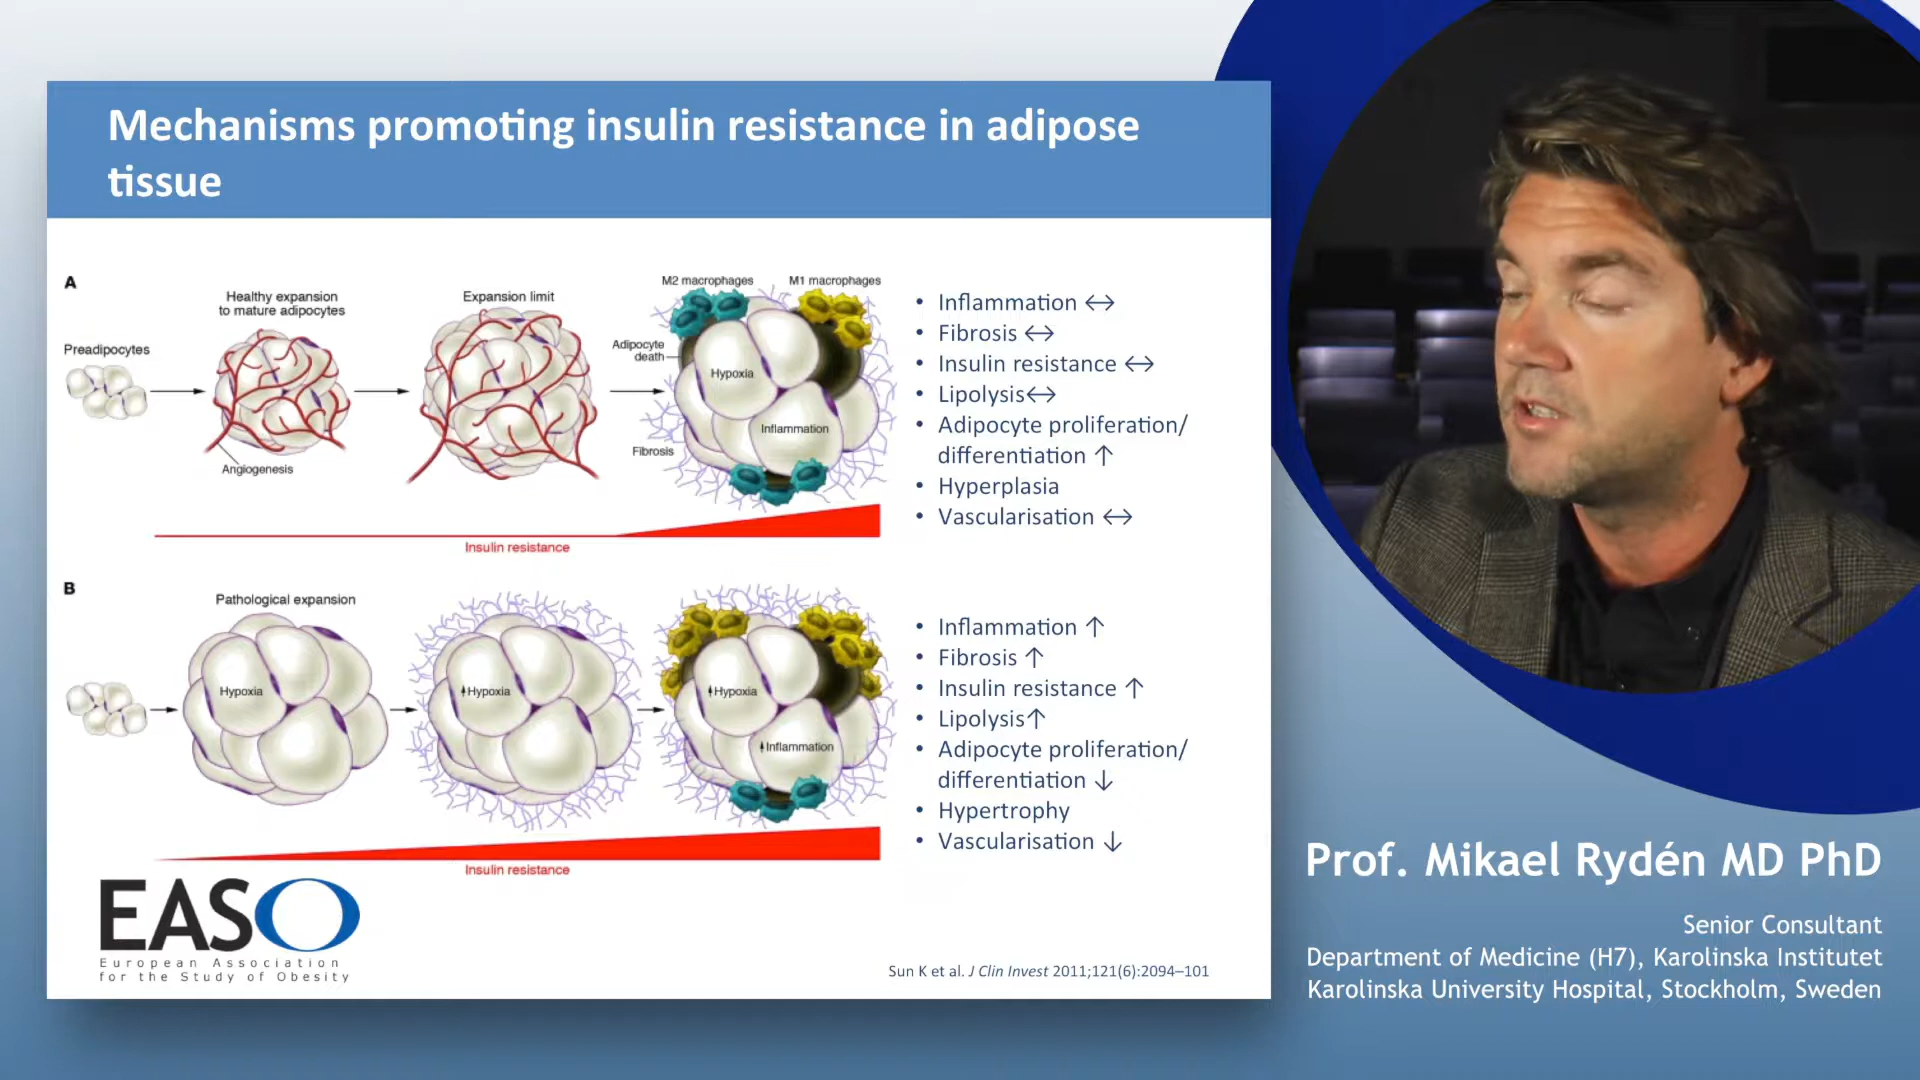 Mechanisms promoting insulin resistance in adipose
tissue
A
Preadipocytes
Healthy expansion
to mature adipocytes
Angiogenesis
Expansion limit
M2 macrophages
M1 macrophages
Adipocyte
death
Hypoxia
Inflammation
Fibrosis
Insulin resistance
• Inflammation ↔
• Fibrosis ↔
• Insulin resistance ↔
• Lipolysis↔
• Adipocyte proliferation/
differentiation ↑
• Hyperplasia
• Vascularisation ↔
B
Pathological expansion
Hypoxia
↑Hypoxia
↑Hypoxia
↑Inflammation
Insulin resistance
• Inflammation ↑
• Fibrosis ↑
• Insulin resistance ↑
• Lipolysis↑
• Adipocyte proliferation/
differentiation ↓
• Hypertrophy
• Vascularisation ↓
EASO
European Association
for the Study of Obesity
Sun K et al. J Clin Invest 2011;121(6):2094–101
Prof. Mikael Rydén MD PhD
Senior Consultant
Department of Medicine (H7), Karolinska Institutet
Karolinska University Hospital, Stockholm, Sweden